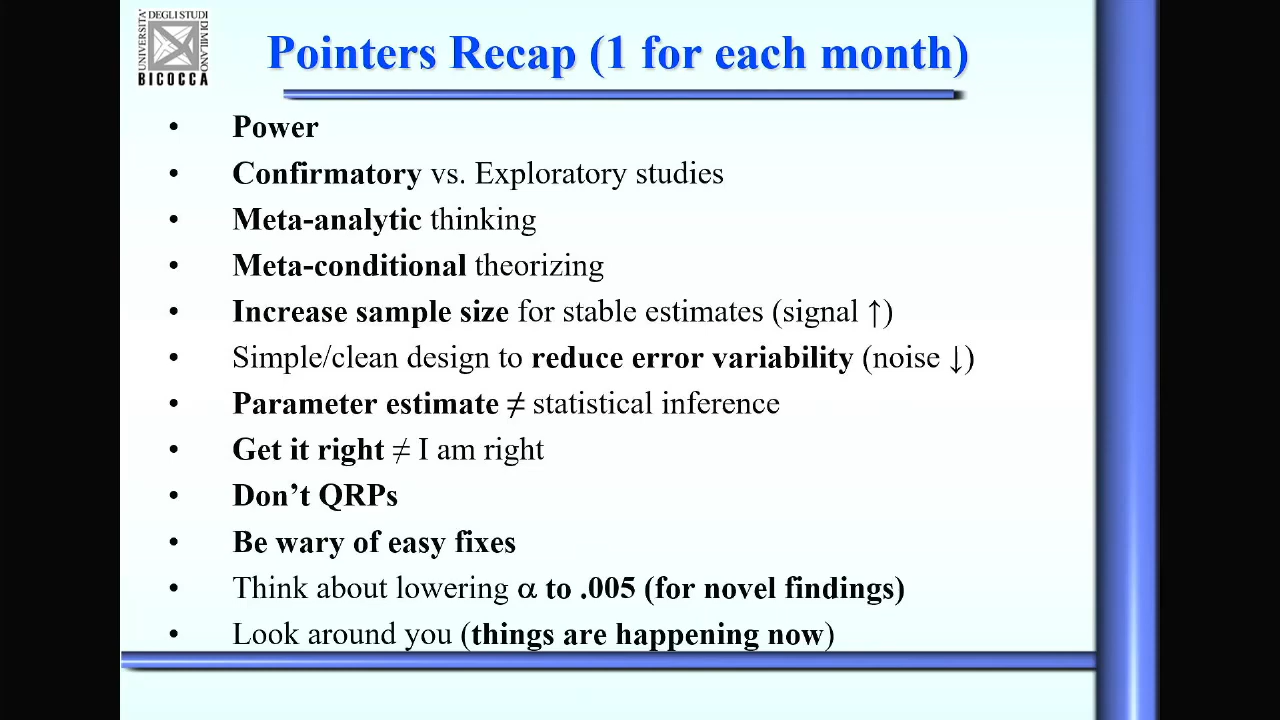 UNIVERSITA'
DEGLI STUDI
DI MILANO
BICOCCA
Pointers Recap (1 for each month)
• Power
• Confirmatory vs. Exploratory studies
• Meta-analytic thinking
• Meta-conditional theorizing
• Increase sample size for stable estimates (signal ↑)
• Simple/clean design to reduce error variability (noise ↓)
• Parameter estimate ≠ statistical inference
• Get it right ≠ I am right
• Don’t QRPs
• Be wary of easy fixes
• Think about lowering α to .005 (for novel findings)
• Look around you (things are happening now)